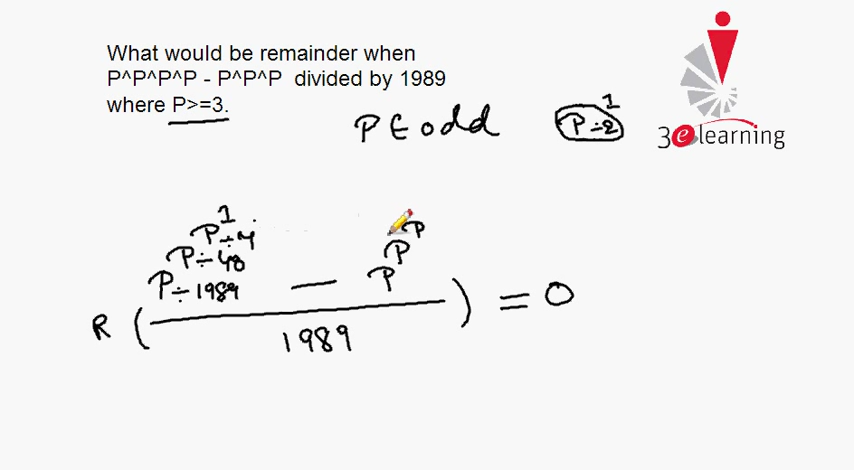 What would be remainder when
P^P^P^P - P^P^P divided by 1989
where P>=3.
P E odd
1
P÷2
3elearning
1
P÷4
P÷48
P÷1989
—
P
P
P
R ( ) = 0
1989